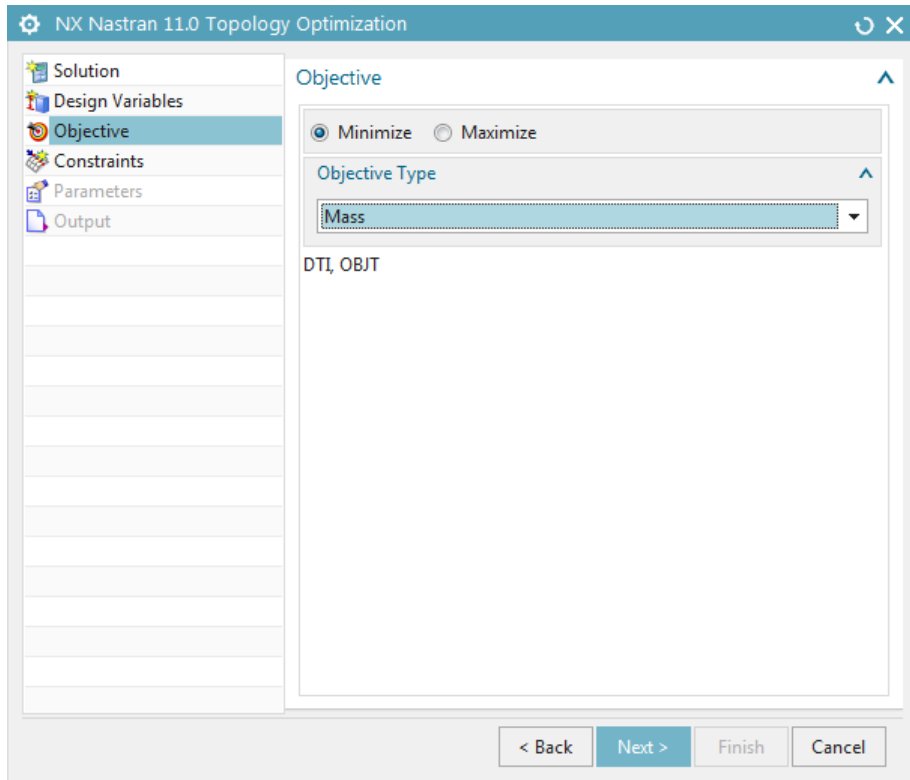 NX Nastran 11.0 Topology Optimization
Solution
Design Variables
Objective
Constraints
Parameters
Output
Objective
Minimize Maximize
Objective Type
Mass
DTI, OBJT
< Back Next > Finish Cancel